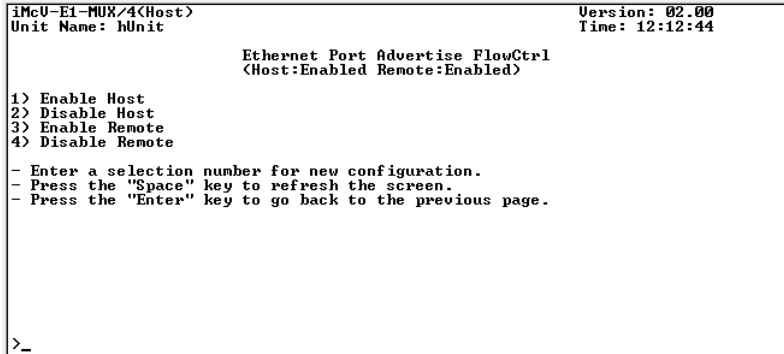 iMcV-E1-MUX/4(Host) Version: 02.00
Unit Name: hUnit Time: 12:12:44
Ethernet Port Advertise FlowCtrl
(Host:Enabled Remote:Enabled)
1) Enable Host
2) Disable Host
3) Enable Remote
4) Disable Remote
- Enter a selection number for new configuration.
- Press the "Space" key to refresh the screen.
- Press the "Enter" key to go back to the previous page.
>_